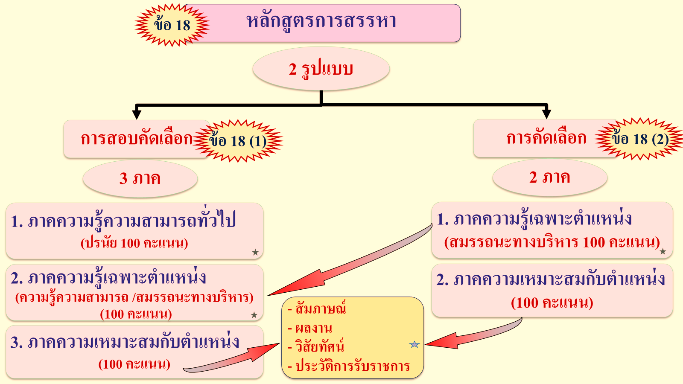 ข้อ 18
หลักสูตรการสรรหา
2 รูปแบบ
การสอบคัดเลือก
ข้อ 18 (1)
3 ภาค
1. ภาคความรู้ความสามารถทั่วไป
(ปรนัย 100 คะแนน)
2. ภาคความรู้เฉพาะตำแหน่ง
(ความรู้ความสามารถ /สมรรถนะทางบริหาร)
(100 คะแนน)
3. ภาคความเหมาะสมกับตำแหน่ง
(100 คะแนน)
การคัดเลือก
ข้อ 18 (2)
2 ภาค
1. ภาคความรู้เฉพาะตำแหน่ง
(สมรรถนะทางบริหาร 100 คะแนน)
2. ภาคความเหมาะสมกับตำแหน่ง
(100 คะแนน)
- สัมภาษณ์
- ผลงาน
- วิสัยทัศน์
- ประวัติการรับราชการ